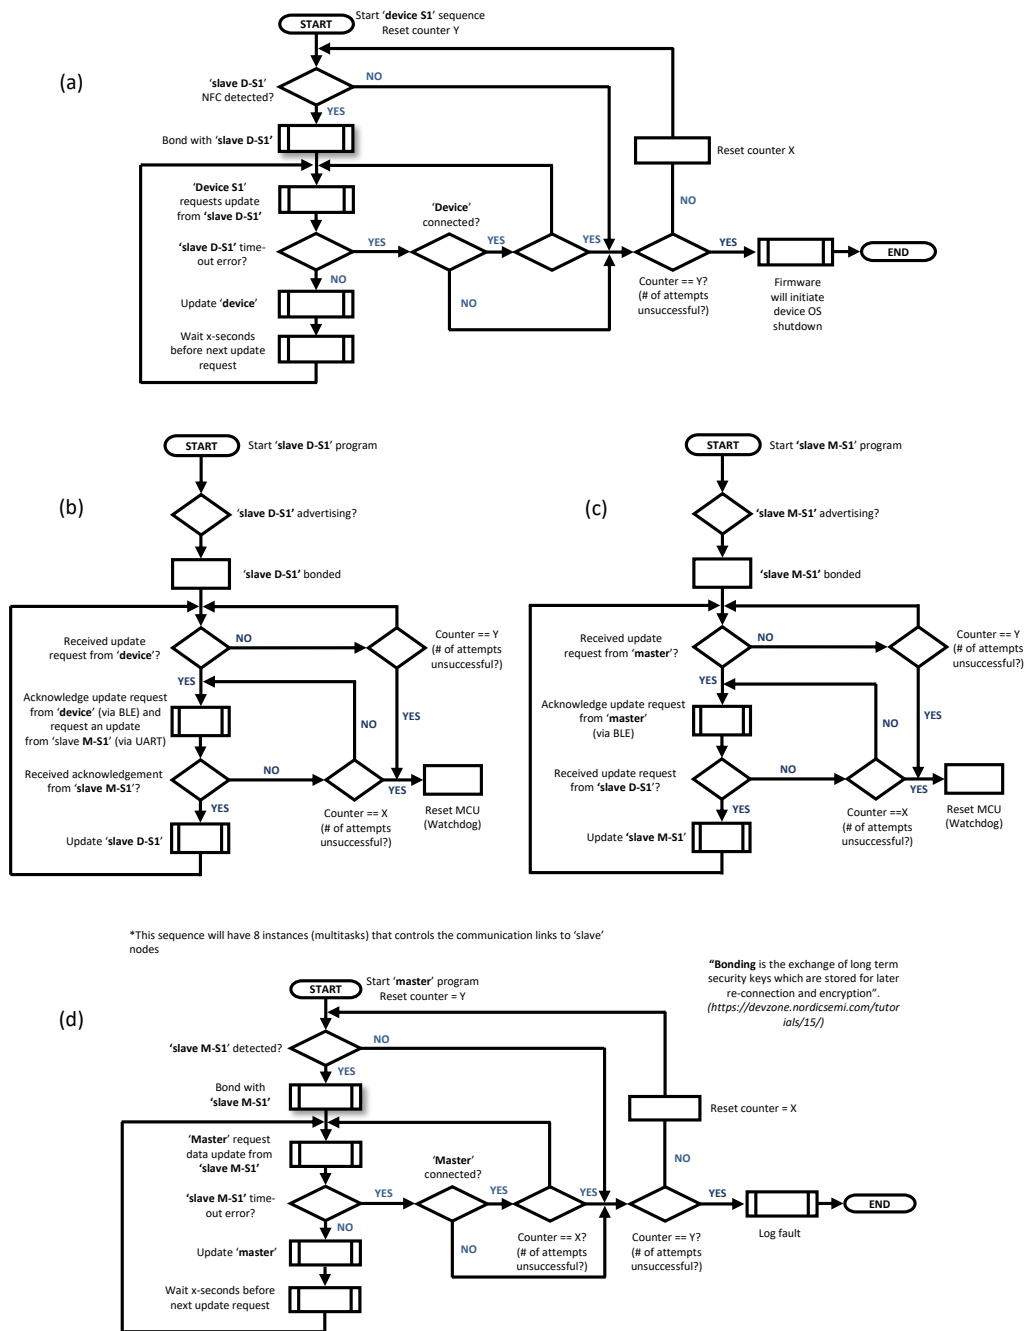 START
Start ‘device S1’ sequence
Reset counter Y
(a)
‘slave D-S1’
NFC detected?
NO
YES
Bond with ‘slave D-S1’
Reset counter X
‘Device S1’
requests update
from ‘slave D-S1’
‘Device’
connected?
NO
‘slave D-S1’ time-
out error?
YES
YES
YES
YES
END
NO
NO
Update ‘device’
Counter == Y?
(# of attempts
unsuccessful?)
Firmware
will initiate
device OS
shutdown
Wait x-seconds
before next update
request
START
Start ‘slave D-S1’ program
(b)
‘slave D-S1’ advertising?
‘slave D-S1’ bonded
Received update
request from ‘device’?
NO
Counter == Y
(# of attempts
unsuccessful?)
YES
Acknowledge update request
from ‘device’ (via BLE) and
request an update
from ‘slave M-S1’ (via UART)
NO
YES
Received acknowledgement
from ‘slave M-S1’?
NO
YES
YES
Counter == X
(# of attempts
unsuccessful?)
Reset MCU
(Watchdog)
Update ‘slave D-S1’
START
Start ‘slave M-S1’ program
(c)
‘slave M-S1’ advertising?
‘slave M-S1’ bonded
Received update
request from ‘master’?
NO
Counter == Y
(# of attempts
unsuccessful?)
YES
Acknowledge update request
from ‘master’
(via BLE)
NO
YES
Received update request
from ‘slave D-S1’?
NO
YES
YES
Counter ==X
(# of attempts
unsuccessful?)
Reset MCU
(Watchdog)
Update ‘slave M-S1’
*This sequence will have 8 instances (multitasks) that controls the communication links to ‘slave’
nodes
“Bonding is the exchange of long term
security keys which are stored for later
re-connection and encryption”.
(https://devzone.nordicsemi.com/tutor
ials/15/)
START
Start ‘master’ program
Reset counter = Y
(d)
‘slave M-S1’ detected?
NO
YES
Bond with
‘slave M-S1’
Reset counter = X
‘Master’ request
data update from
‘slave M-S1’
‘Master’
connected?
NO
‘slave M-S1’ time-
out error?
YES
YES
YES
YES
END
NO
NO
Update ‘master’
Counter == X?
(# of attempts
unsuccessful?)
Counter == Y?
(# of attempts
unsuccessful?)
Log fault
Wait x-seconds before
next update request